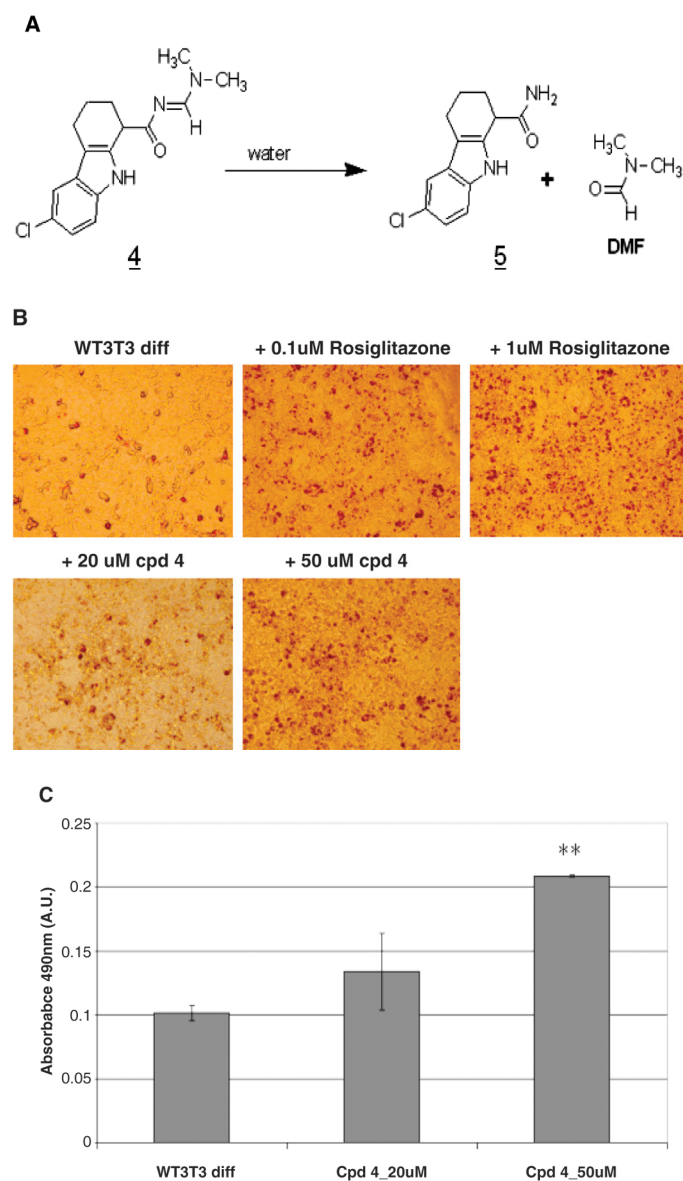 A
H₃C
CH₃
N
N
H
O
NH
Cl
4
water
NH₂
O
NH
Cl
5
+
CH₃
H₃C
N
O
H
DMF
B
WT3T3 diff
+ 0.1uM Rosiglitazone
+ 1uM Rosiglitazone
+ 20 uM cpd 4
+ 50 uM cpd 4
C
Absorbabce 490nm (A.U.)
0.25
0.2
0.15
0.1
0.05
0
**
WT3T3 diff
Cpd 4_20uM
Cpd 4_50uM